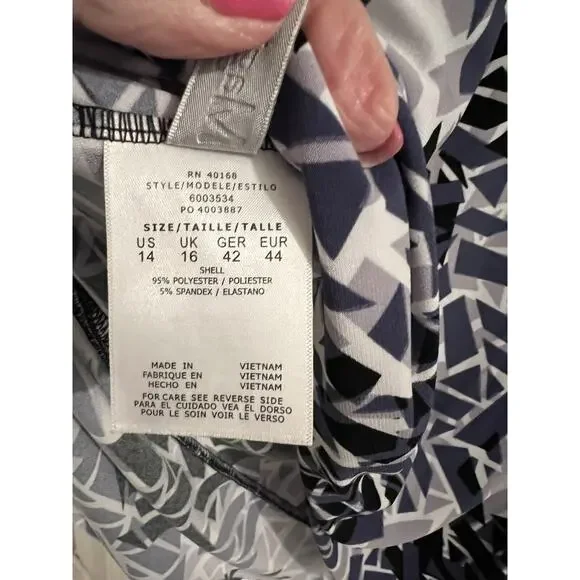 RN 40168
STYLE/MODELE/ESTILO
6003534
PO 4003887
SIZE/TAILLE/TALLE
US UK GER EUR
14 16 42 44
SHELL
95% POLYESTER / POLIESTER
5% SPANDEX / ELASTANO
MADE IN VIETNAM
FABRIQUE EN VIETNAM
HECHO EN VIETNAM
FOR CARE SEE REVERSE SIDE
PARA EL CUIDADO VEA EL DORSO
POUR LE SOIN VOIR LE VERSO